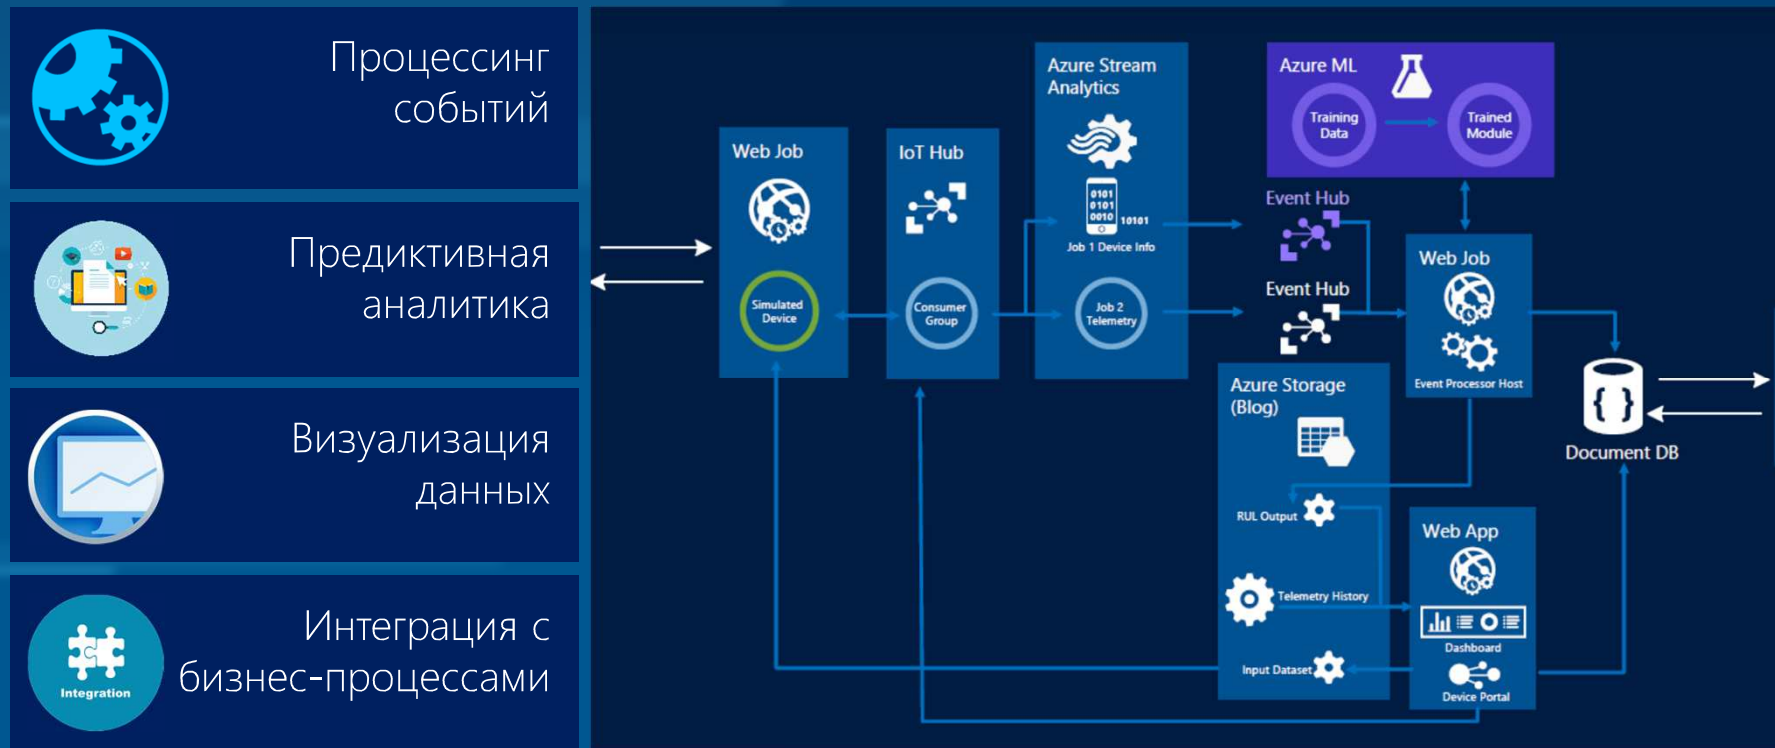 Процессинг
событий
Предиктивная
аналитика
Визуализация
данных
Integration
Интеграция с
бизнес-процессами
Web Job
Simulated
Device
IoT Hub
Consumer
Group
Azure Stream
Analytics
0101
0101
0010
10101
Job 1 Device Info
Job 2
Telemetry
Azure ML
Training
Data
Trained
Module
Event Hub
Event Hub
Web Job
Event Processor Host
Azure Storage
(Blog)
RUL Output
Telemetry History
Input Dataset
Web App
Dashboard
Device Portal
{ }
Document DB